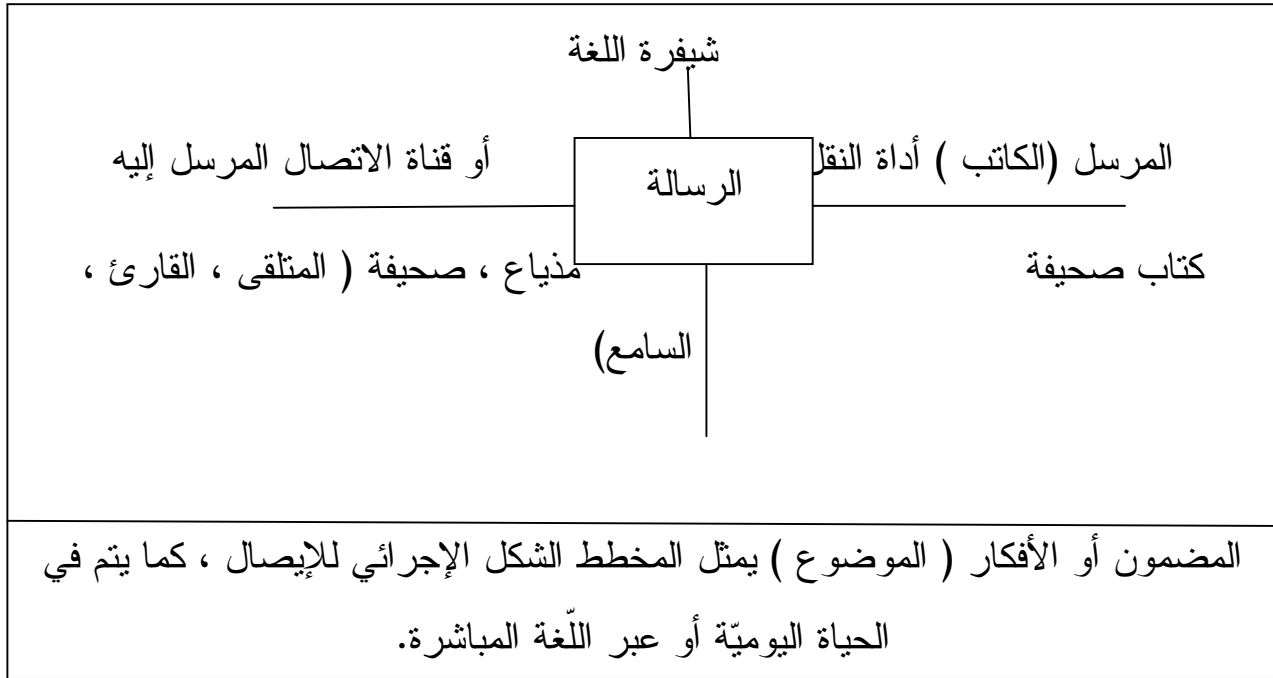 شيفرة اللغة
المرسل (الكاتب ) أداة النقل
أو قناة الاتصال المرسل إليه
الرسالة
كتاب صحيفة
مذياع ، صحيفة ( المتلقى ، القارئ ،
السامع)
المضمون أو الأفكار ( الموضوع ) يمثل المخطط الشكل الإجرائي للإيصال ، كما يتم في
الحياة اليوميّة أو عبر اللّغة المباشرة.